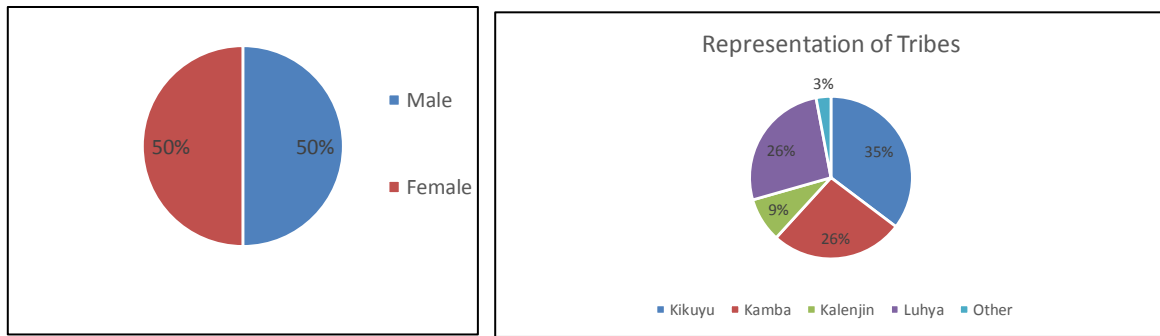 Male
50%
50%
Female
Representation of Tribes
3%
35%
26%
9%
26%
Kikuyu Kamba Kalenjin Luhya Other